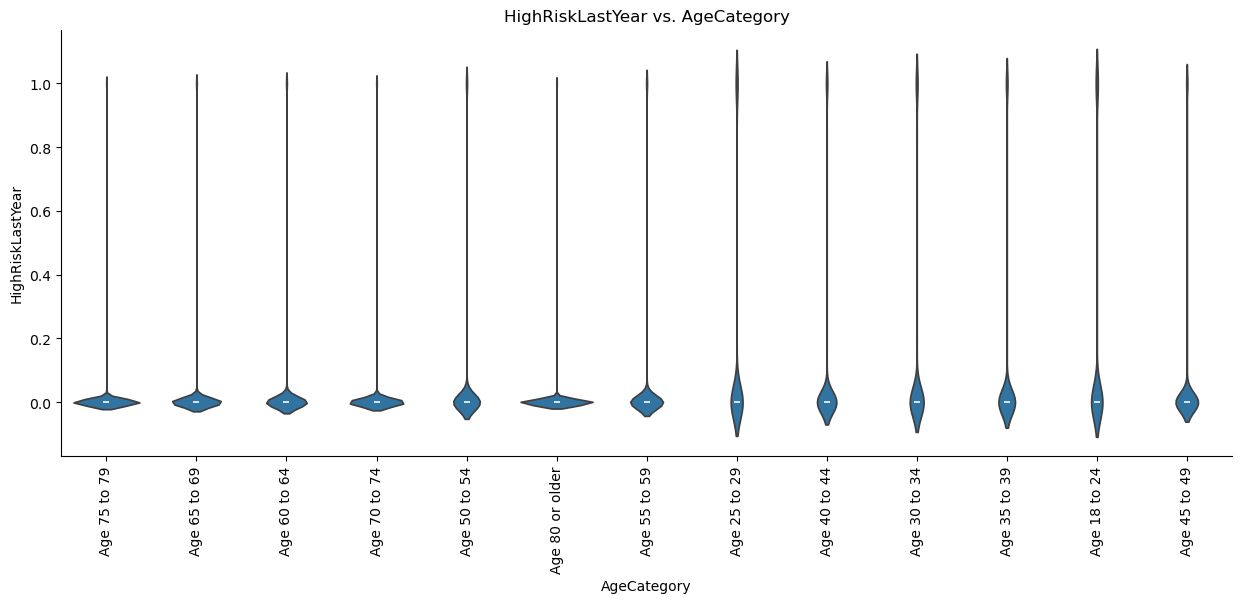 HighRiskLastYear vs. AgeCategory
HighRiskLastYear
1.0
0.8
0.6
0.4
0.2
0.0
Age 75 to 79
Age 65 to 69
Age 60 to 64
Age 70 to 74
Age 50 to 54
Age 80 or older
Age 55 to 59
Age 25 to 29
Age 40 to 44
Age 30 to 34
Age 35 to 39
Age 18 to 24
Age 45 to 49
AgeCategory